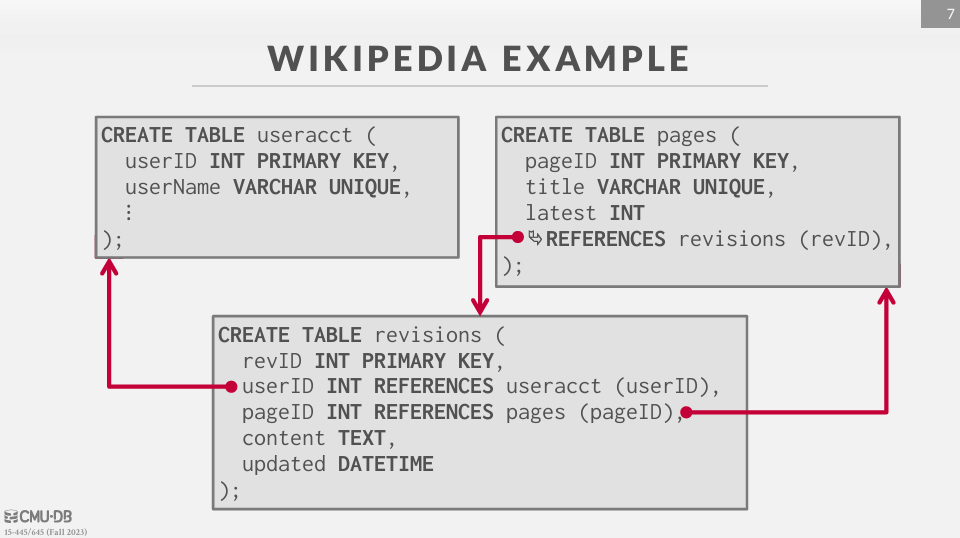 7
WIKIPEDIA EXAMPLE
CREATE TABLE useracct (
userID INT PRIMARY KEY,
userName VARCHAR UNIQUE,
⋮
);
CREATE TABLE pages (
pageID INT PRIMARY KEY,
title VARCHAR UNIQUE,
latest INT
⤷REFERENCES revisions (revID),
);
CREATE TABLE revisions (
revID INT PRIMARY KEY,
userID INT REFERENCES useracct (userID),
pageID INT REFERENCES pages (pageID),
content TEXT,
updated DATETIME
);
CMU·DB
15-445/645 (Fall 2023)